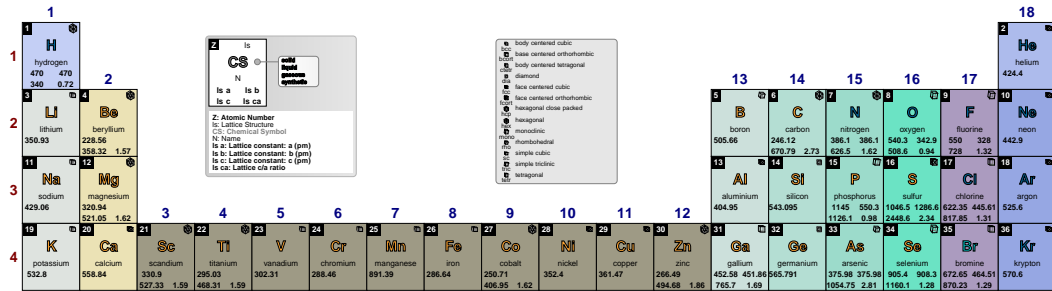 1
18
1
H
hydrogen
470 470
340 0.72
2
He
helium
424.4
1
Z
ls
CS
N
ls a ls b
ls c ls ca
solid
liquid
gaseous
synthetic
Z: Atomic Number
ls: Lattice Structure
CS: Chemical Symbol
N: Name
ls a: Lattice constant: a (pm)
ls b: Lattice constant: b (pm)
ls c: Lattice constant: c (pm)
ls ca: Lattice c/a ratio
body centered cubic
bcc
base centered orthorhombic
bcort
body centered tetragonal
ctetr
diamond
dia
face centered cubic
fcc
face centered orthorhombic
fcort
hexagonal close packed
hcp
hexagonal
hex
monoclinic
mono
rhombohedral
rho
simple cubic
sc
simple triclinic
tric
tetragonal
tetr
2
13 14 15 16 17
2
3
Li
lithium
350.93
4
Be
beryllium
228.56
358.32 1.57
5
B
boron
505.66
6
C
carbon
246.12
670.79 2.73
7
N
nitrogen
386.1 386.1
626.5 1.62
8
O
oxygen
540.3 342.9
508.6 0.94
9
F
fluorine
550 328
728 1.32
10
Ne
neon
442.9
3
11
Na
sodium
429.06
12
Mg
magnesium
320.94
521.05 1.62
13
Al
aluminium
404.95
14
Si
silicon
543.095
15
P
phosphorus
1145 550.3
1126.1 0.98
16
S
sulfur
1046.5 1286.6
2448.6 2.34
17
Cl
chlorine
622.35 445.61
817.85 1.31
18
Ar
argon
525.6
3 4 5 6 7 8 9 10 11 12
4
19
K
potassium
532.8
20
Ca
calcium
558.84
21
Sc
scandium
330.9
527.33 1.59
22
Ti
titanium
295.03
468.31 1.59
23
V
vanadium
302.31
24
Cr
chromium
288.46
25
Mn
manganese
891.39
26
Fe
iron
286.64
27
Co
cobalt
250.71
406.95 1.62
28
Ni
nickel
352.4
29
Cu
copper
361.47
30
Zn
zinc
266.49
494.68 1.86
31
Ga
gallium
452.58 451.86
765.7 1.69
32
Ge
germanium
565.791
33
As
arsenic
375.98 375.98
1054.75 2.81
34
Se
selenium
905.4 908.3
1160.1 1.28
35
Br
bromine
672.65 464.51
870.23 1.29
36
Kr
krypton
570.6